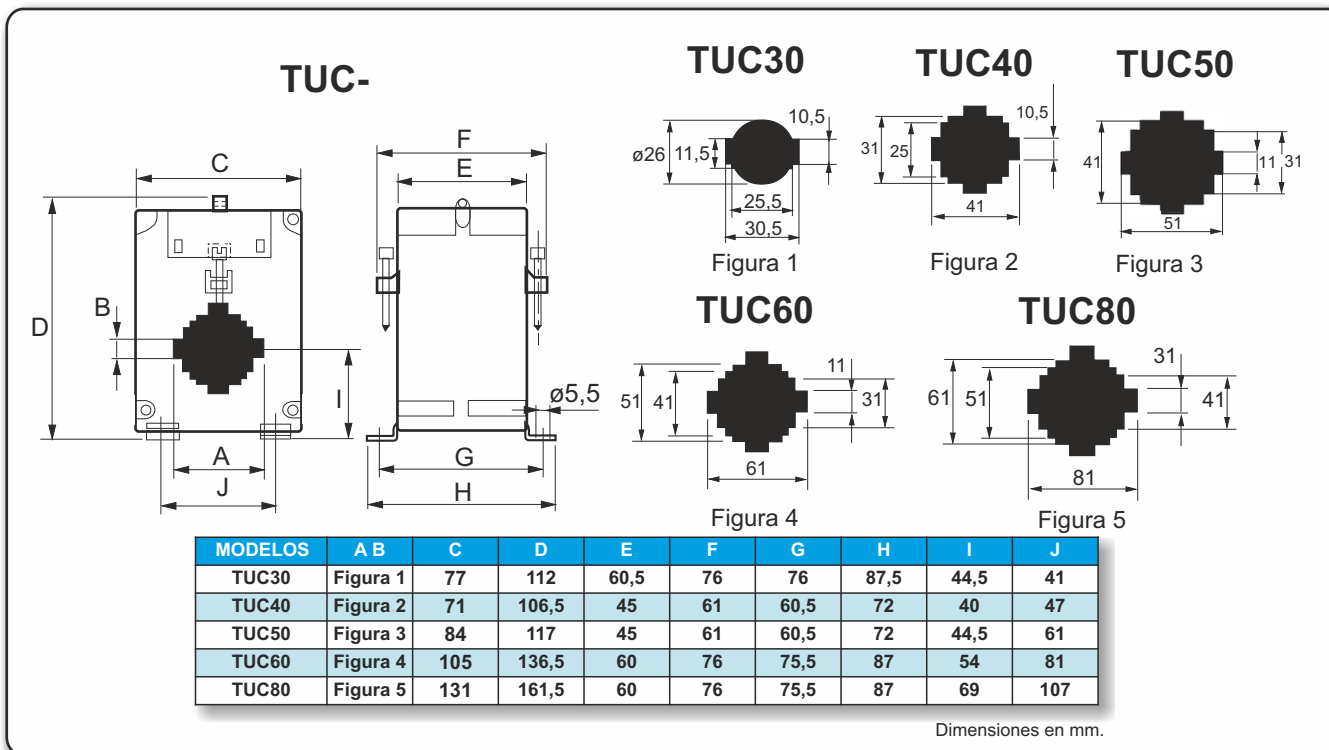 TUC-
C
D
B
I
A
J
F
E
ø5,5
G
H
TUC30
ø26
11,5
10,5
25,5
30,5
Figura 1
TUC40
31
25
10,5
41
Figura 2
TUC50
41
11
31
51
Figura 3
TUC60
51
41
11
31
61
Figura 4
TUC80
61
51
31
41
81
Figura 5
MODELOS A B C D E F G H I J
TUC30 Figura 1 77 112 60,5 76 76 87,5 44,5 41
TUC40 Figura 2 71 106,5 45 61 60,5 72 40 47
TUC50 Figura 3 84 117 45 61 60,5 72 44,5 61
TUC60 Figura 4 105 136,5 60 76 75,5 87 54 81
TUC80 Figura 5 131 161,5 60 76 75,5 87 69 107
Dimensiones en mm.